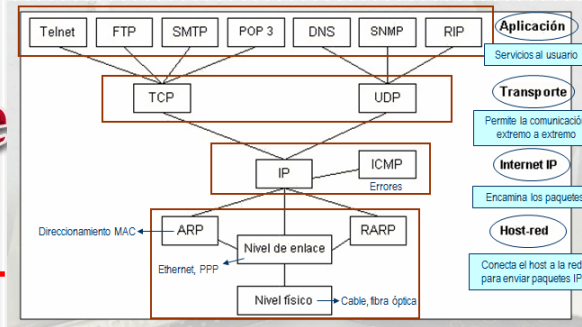 Telnet FTP SMTP POP 3 DNS SNMP RIP
Aplicación
Servicios al usuario
TCP UDP
Transporte
Permite la comunicación
extremo a extremo
IP ICMP
Errores
Internet IP
Encamina los paquetes
Direccionamiento MAC ARP RARP
Nivel de enlace
Ethernet, PPP
Nivel físico Cable, fibra óptica
Host-red
Conecta el host a la red
para enviar paquetes IP